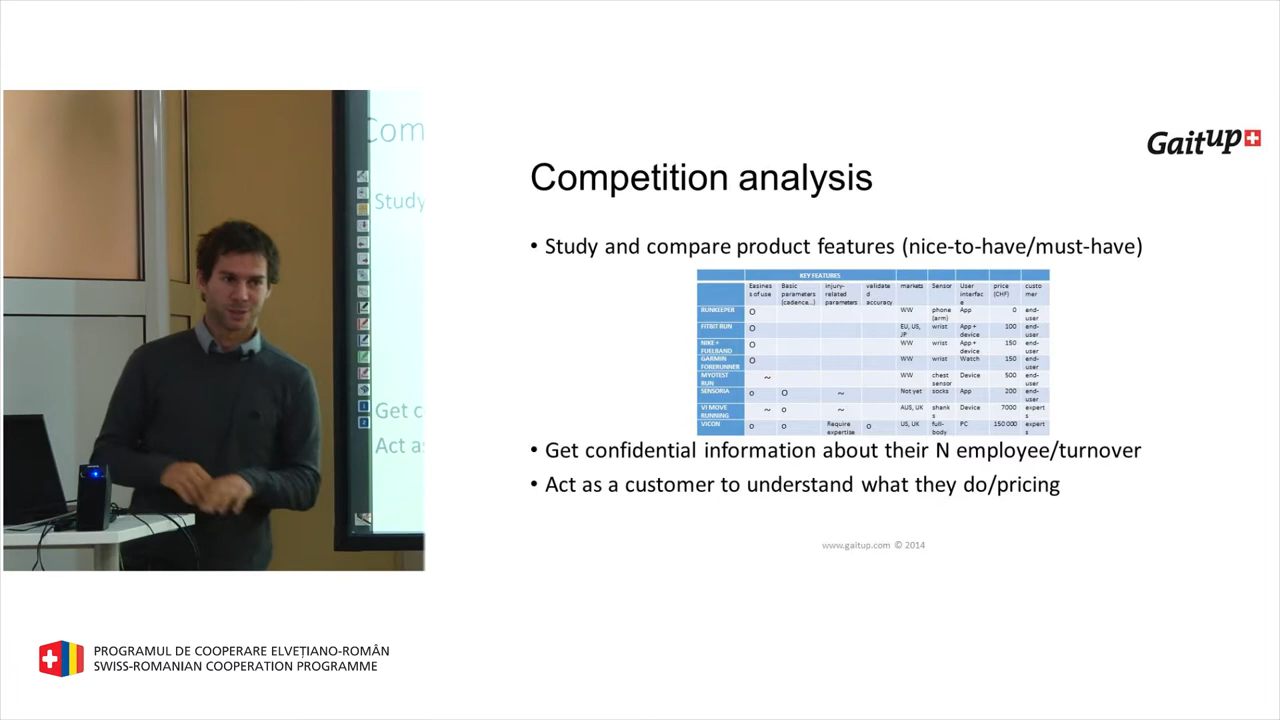 Com
Study
Get c
Act as
Gaitup
Competition analysis
• Study and compare product features (nice-to-have/must-have)
KEY FEATURES
Easiness of use Basic parameters (cadence...) injury-related parameters validated accuracy markets Sensor User interface price (CHF) customer
RUNKEEPER O WW phone (arm) App 0 end-user
FITBIT RUN O EU, US, JP wrist App + device 100 end-user
NIKE + FUELBAND O WW wrist App + device 150 end-user
GARMIN FORERUNNER O WW wrist Watch 150 end-user
MYOTEST RUN ~ WW chest sensor Device 500 end-user
SENSORIA o O ~ Not yet socks App 200 end-user
VI MOVE RUNNING ~ o ~ AUS, UK shanks Device 7000 experts
VICON o o Require expertise o US, UK full-body PC 150 000 experts
• Get confidential information about their N employee/turnover
• Act as a customer to understand what they do/pricing
www.gaitup.com © 2014
PROGRAMUL DE COOPERARE ELVEȚIANO-ROMÂN
SWISS-ROMANIAN COOPERATION PROGRAMME